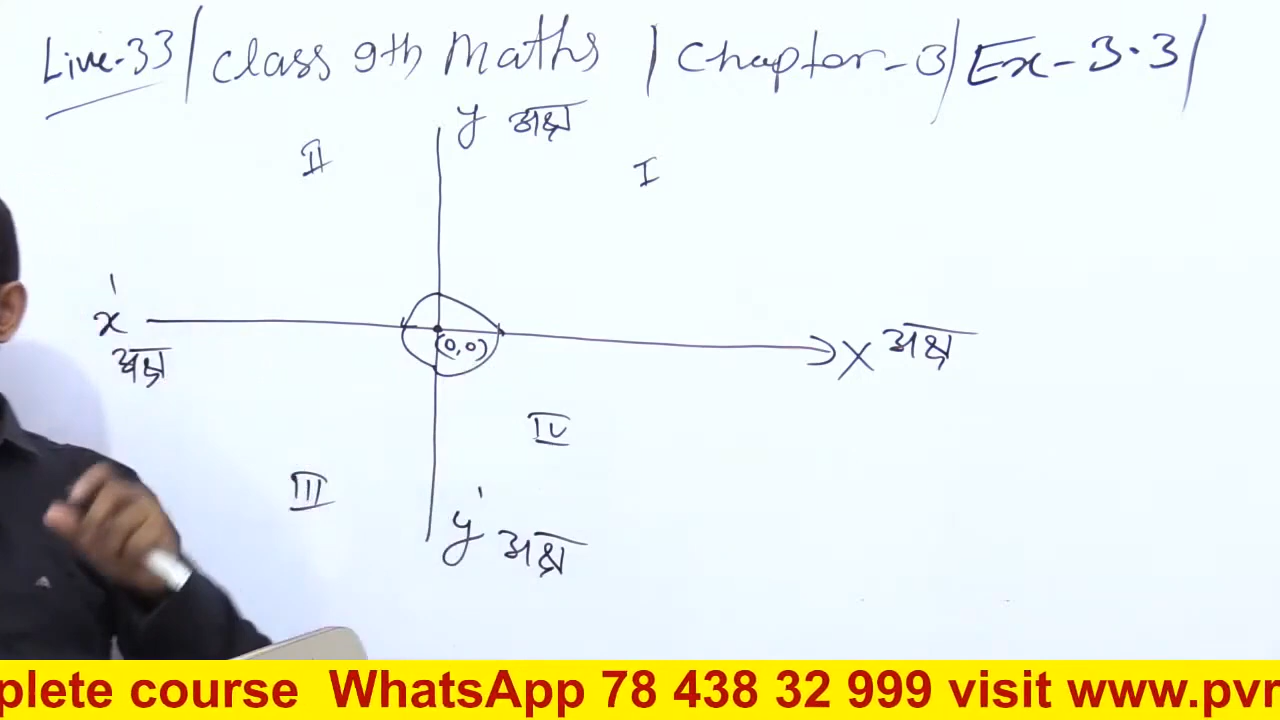 Live-33 | Class 9th Maths | Chapter-3 | Ex-3.3 |
y अक्ष
II
I
x'
अक्ष
(0,0)
X अक्ष
IV
III
y' अक्ष
plete course WhatsApp 78 438 32 999 visit www.pvr